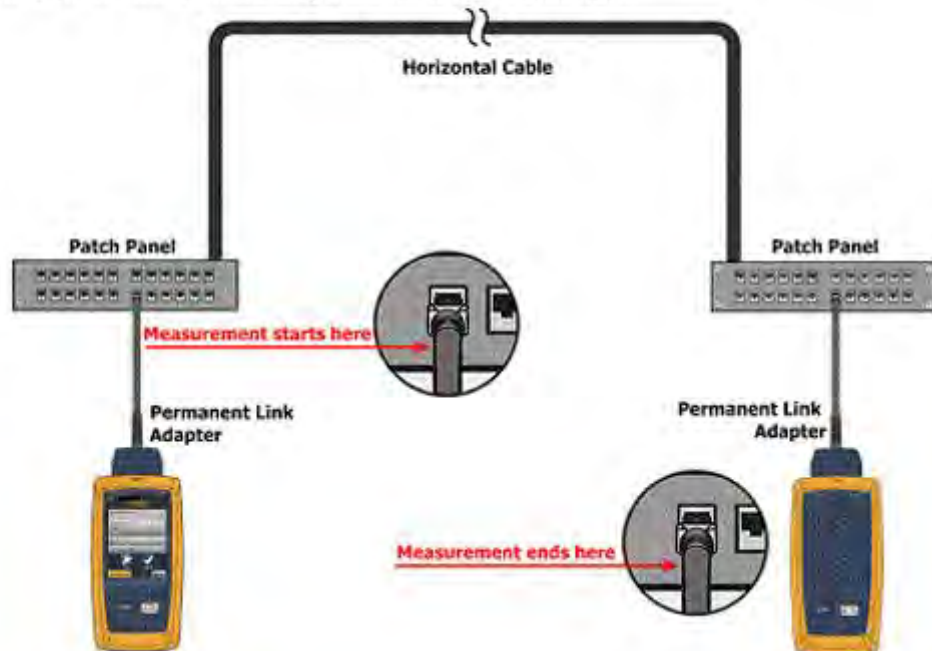 Horizontal Cable
Patch Panel
Patch Panel
Measurement starts here
Permanent Link
Adapter
Permanent Link
Adapter
Measurement ends here